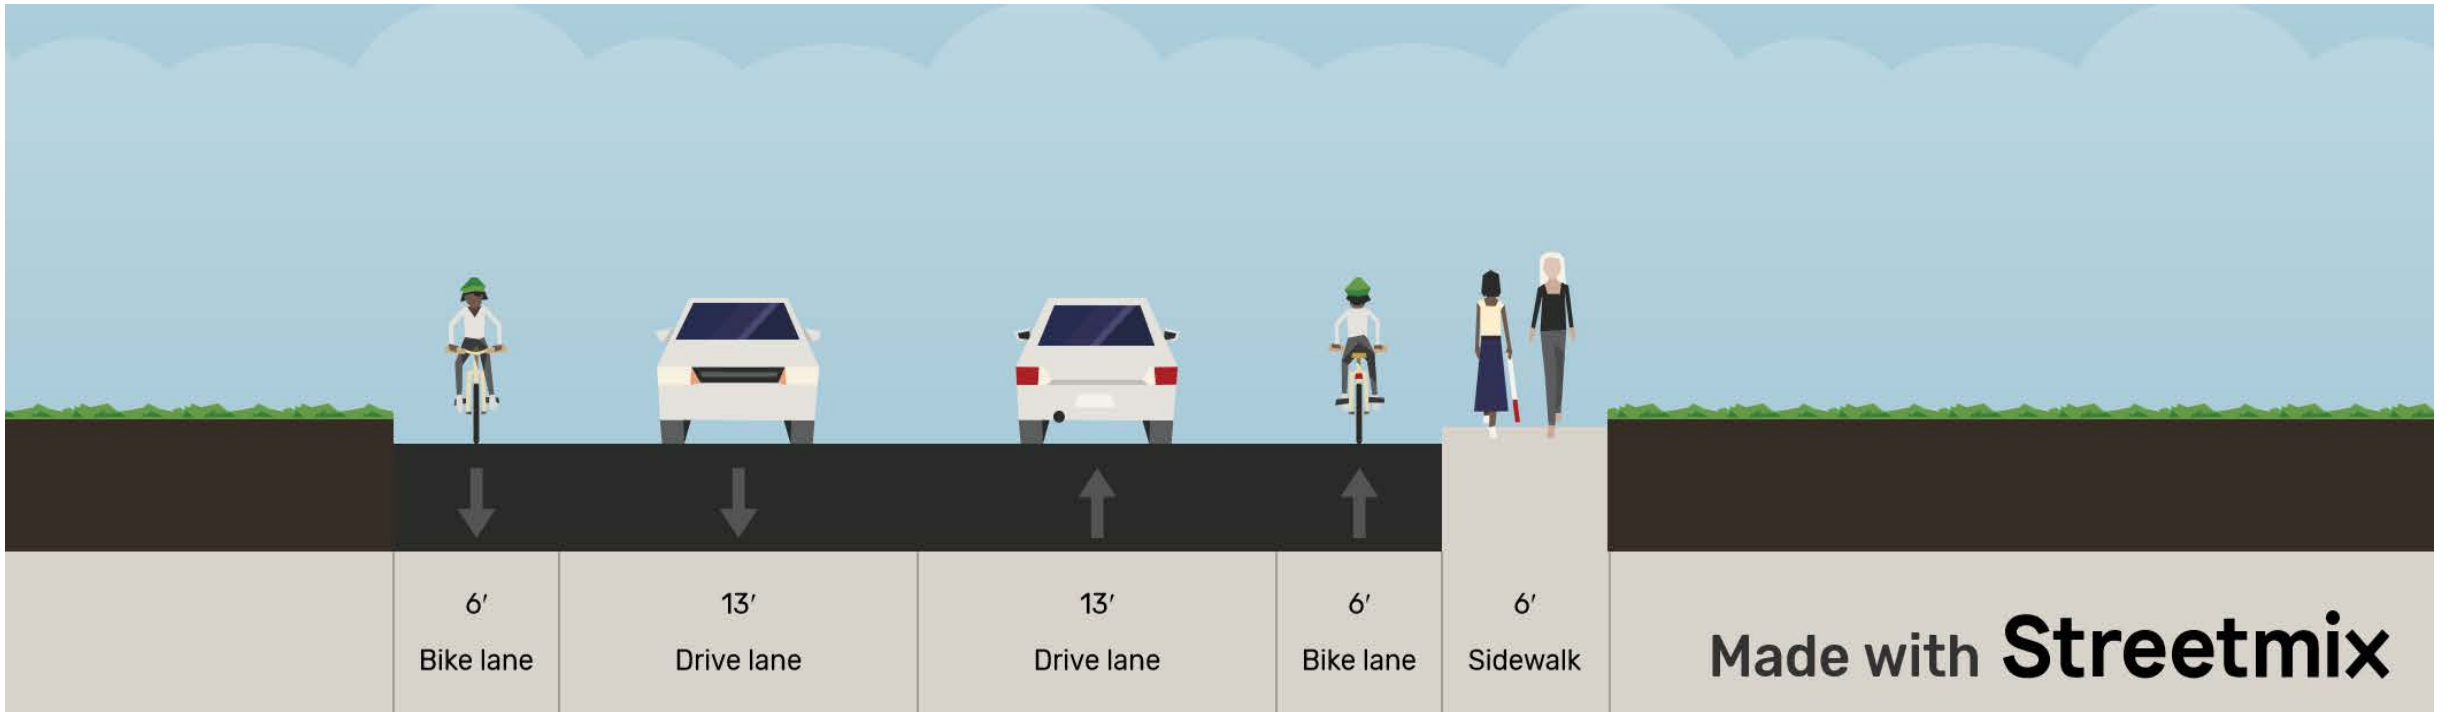 6′
Bike lane
13′
Drive lane
13′
Drive lane
6′
Bike lane
6′
Sidewalk
Made with Streetmix